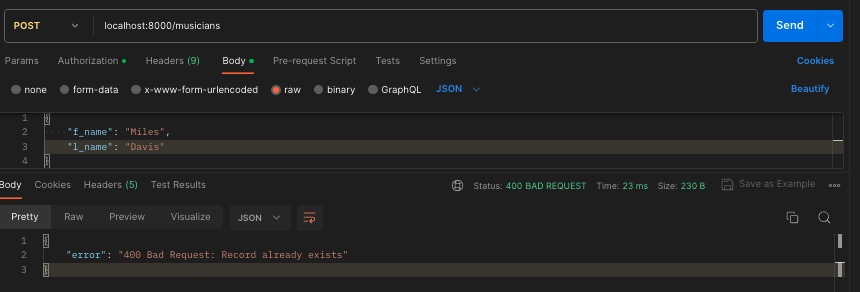 POST localhost:8000/musicians Send
Params Authorization Headers (9) Body Pre-request Script Tests Settings Cookies
none form-data x-www-form-urlencoded raw binary GraphQL JSON Beautify
1 {
2 "f_name": "Miles",
3 "l_name": "Davis"
4 }
Body Cookies Headers (5) Test Results Status: 400 BAD REQUEST Time: 23 ms Size: 230 B Save as Example
Pretty Raw Preview Visualize JSON
1 {
2 "error": "400 Bad Request: Record already exists"
3 }